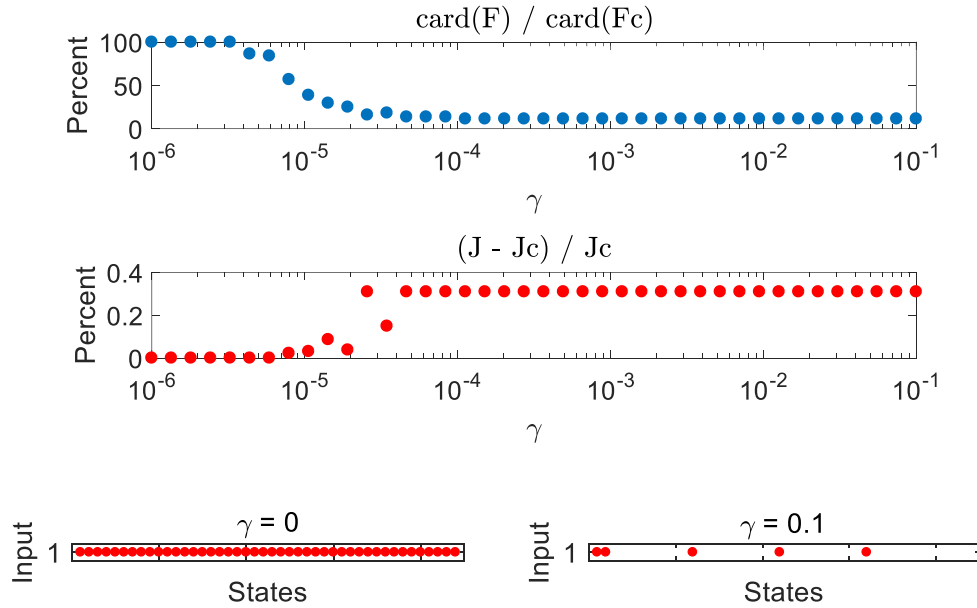 card(F) / card(Fc)
Percent
100
50
0
10^-6
10^-5
10^-4
10^-3
10^-2
10^-1
γ
(J - Jc) / Jc
Percent
0.4
0.2
0
10^-6
10^-5
10^-4
10^-3
10^-2
10^-1
γ
γ = 0
Input
1
States
γ = 0.1
Input
1
States